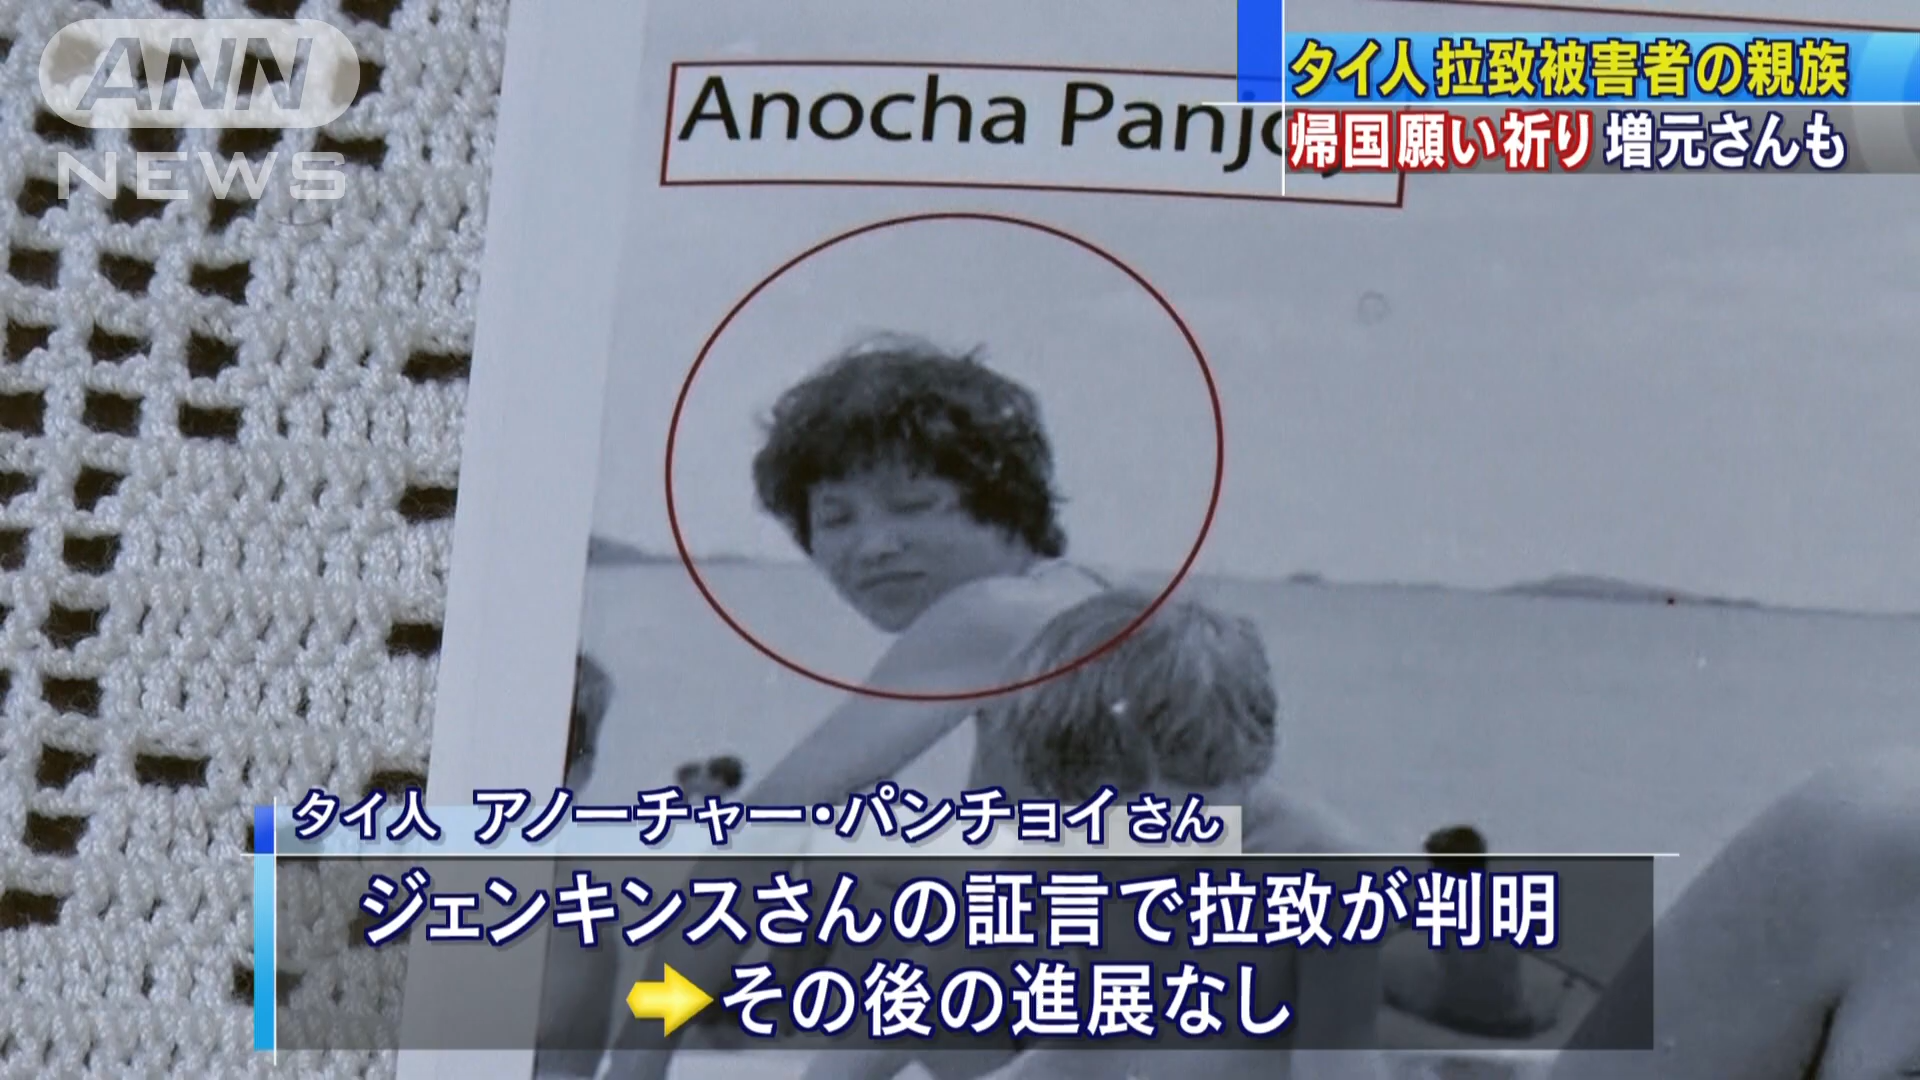 ANN
NEWS
Anocha Panj
タイ人拉致被害者の親族
帰国願い祈り 増元さんも
タイ人 アノーチャー・パンチョイさん
ジェンキンスさんの証言で拉致が判明
その後の進展なし